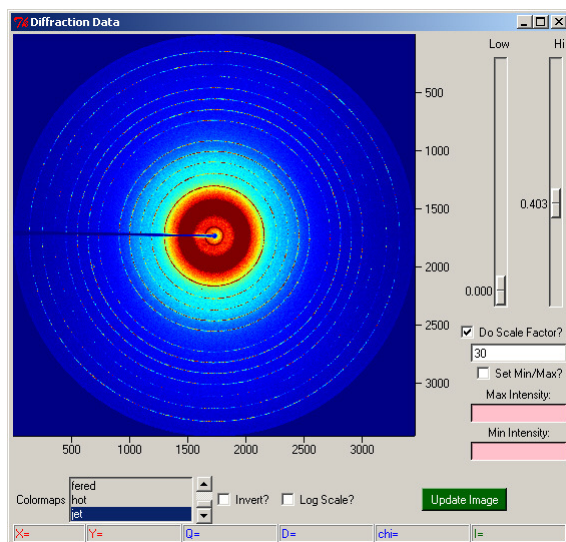 Diffraction Data
Low Hi
500
1000
1500
0.403
2000
0.000
2500
Do Scale Factor?
30
Set Min/Max?
3000
Max Intensity:
Min Intensity:
500 1000 1500 2000 2500 3000
fered
Colormaps hot Invert? Log Scale? Update Image
jet
X= Y= Q= D= chi= I=